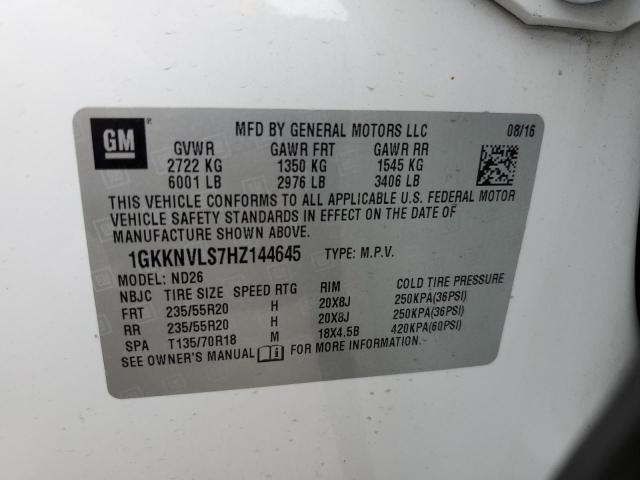 GM ®
MFD BY GENERAL MOTORS LLC 08/16
GVWR GAWR FRT GAWR RR
2722 KG 1350 KG 1545 KG
6001 LB 2976 LB 3406 LB
THIS VEHICLE CONFORMS TO ALL APPLICABLE U.S. FEDERAL MOTOR
VEHICLE SAFETY STANDARDS IN EFFECT ON THE DATE OF
MANUFACTURE SHOWN ABOVE.
1GKKNVLS7HZ144645 TYPE: M.P.V.
MODEL: ND26
NBJC TIRE SIZE SPEED RTG RIM COLD TIRE PRESSURE
FRT 235/55R20 H 20X8J 250KPA(36PSI)
RR 235/55R20 H 20X8J 250KPA(36PSI)
SPA T135/70R18 M 18X4.5B 420KPA(60PSI)
SEE OWNER'S MANUAL FOR MORE INFORMATION.